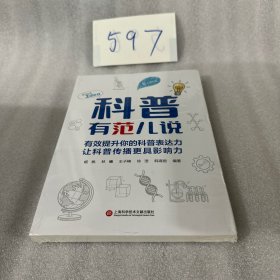 597
科普
有范儿说
有效提升你的科普表达力
让科普传播更具影响力
编著
上海科学技术文献出版社